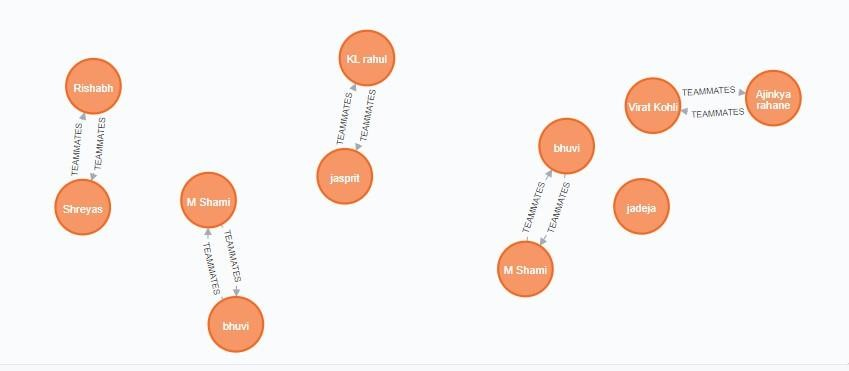 Rishabh
TEAMMATES
TEAMMATES
Shreyas
M Shami
TEAMMATES
TEAMMATES
bhuvi
KL rahul
TEAMMATES
TEAMMATES
jasprit
bhuvi
TEAMMATES
TEAMMATES
M Shami
Virat Kohli
TEAMMATES
TEAMMATES
Ajinkya
rahane
jadeja